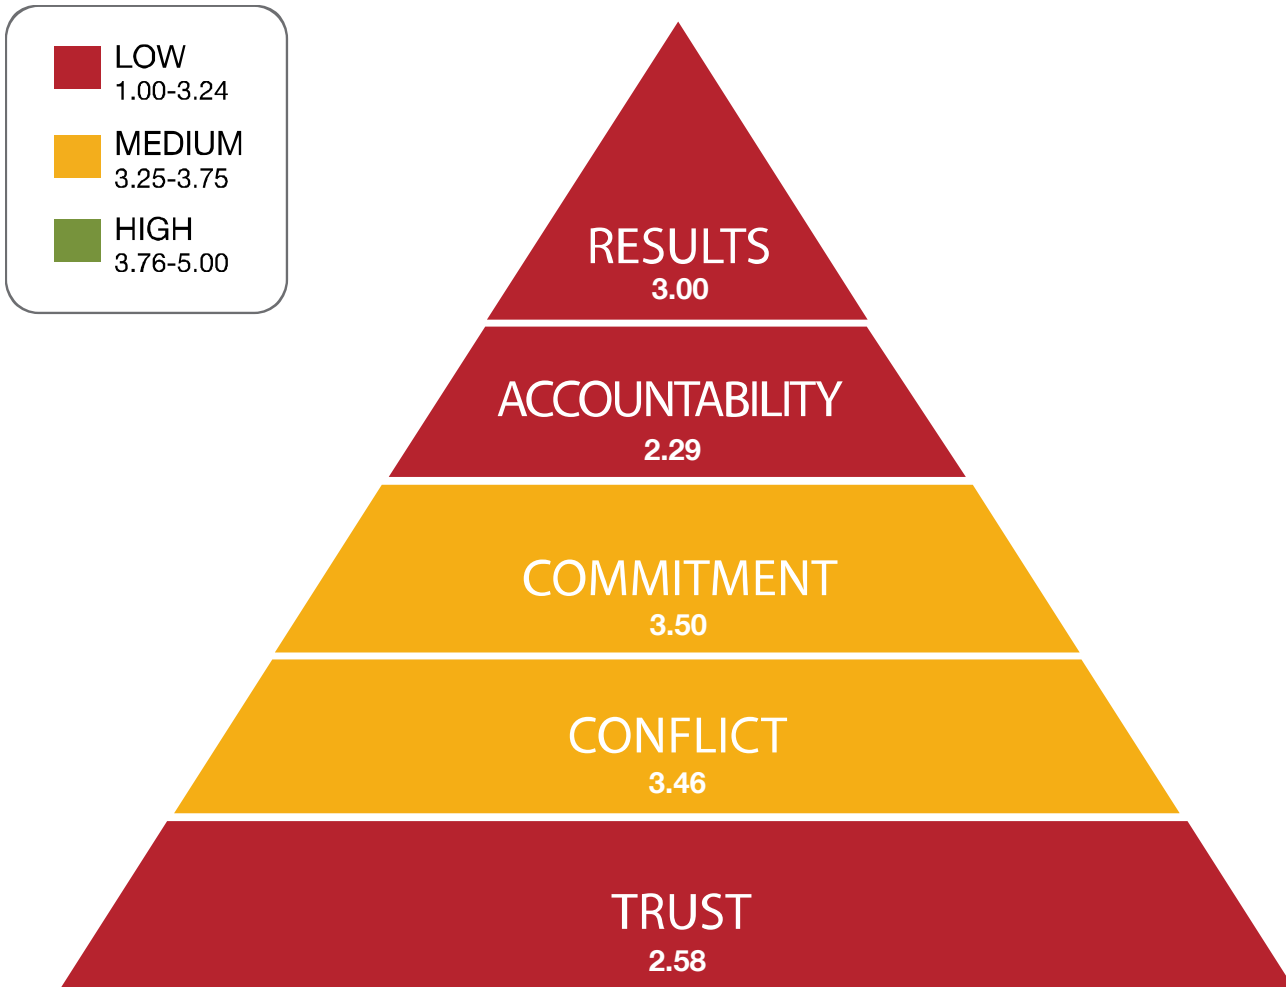 LOW
1.00-3.24
MEDIUM
3.25-3.75
HIGH
3.76-5.00
RESULTS
3.00
ACCOUNTABILITY
2.29
COMMITMENT
3.50
CONFLICT
3.46
TRUST
2.58